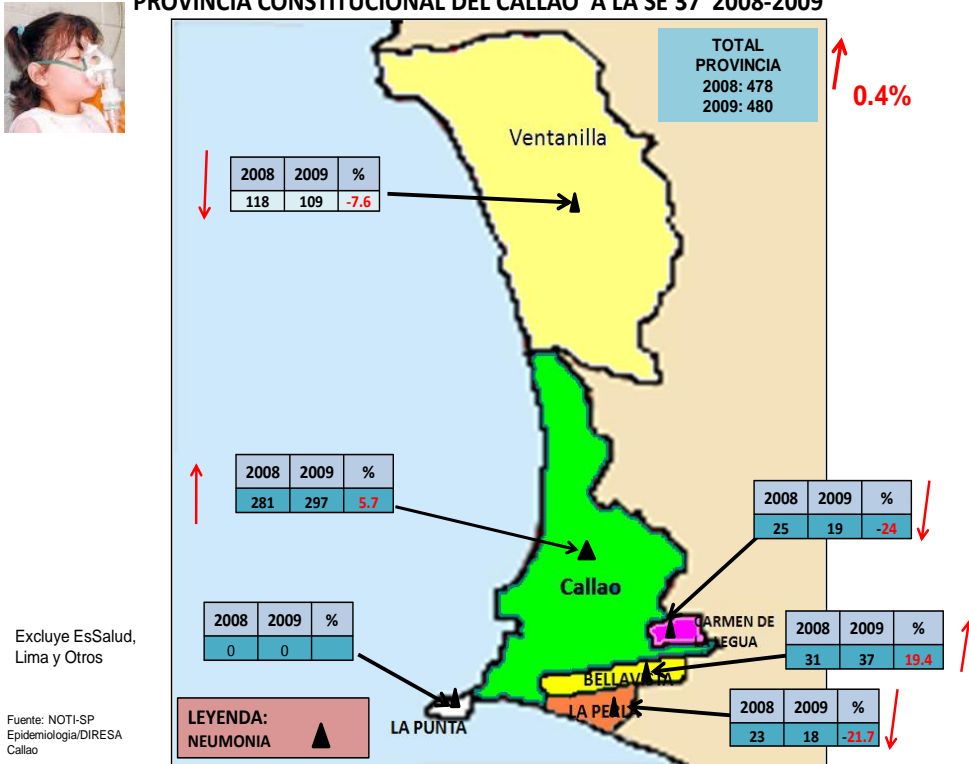 PROVINCIA CONSTITUCIONAL DEL CALLAO A LA SE 37 2008-2009
TOTAL
PROVINCIA
2008: 478
2009: 480
0.4%
Ventanilla
2008 2009 %
118 109 -7.6
2008 2009 %
281 297 5.7
2008 2009 %
25 19 -24
Callao
2008 2009 %
0 0
CARMEN DE
LA LEGUA
2008 2009 %
31 37 19.4
Excluye EsSalud,
Lima y Otros
BELLAVISTA
LA PERLA
2008 2009 %
23 18 -21.7
LA PUNTA
LEYENDA:
NEUMONIA
Fuente: NOTI-SP
Epidemiologia/DIRESA
Callao